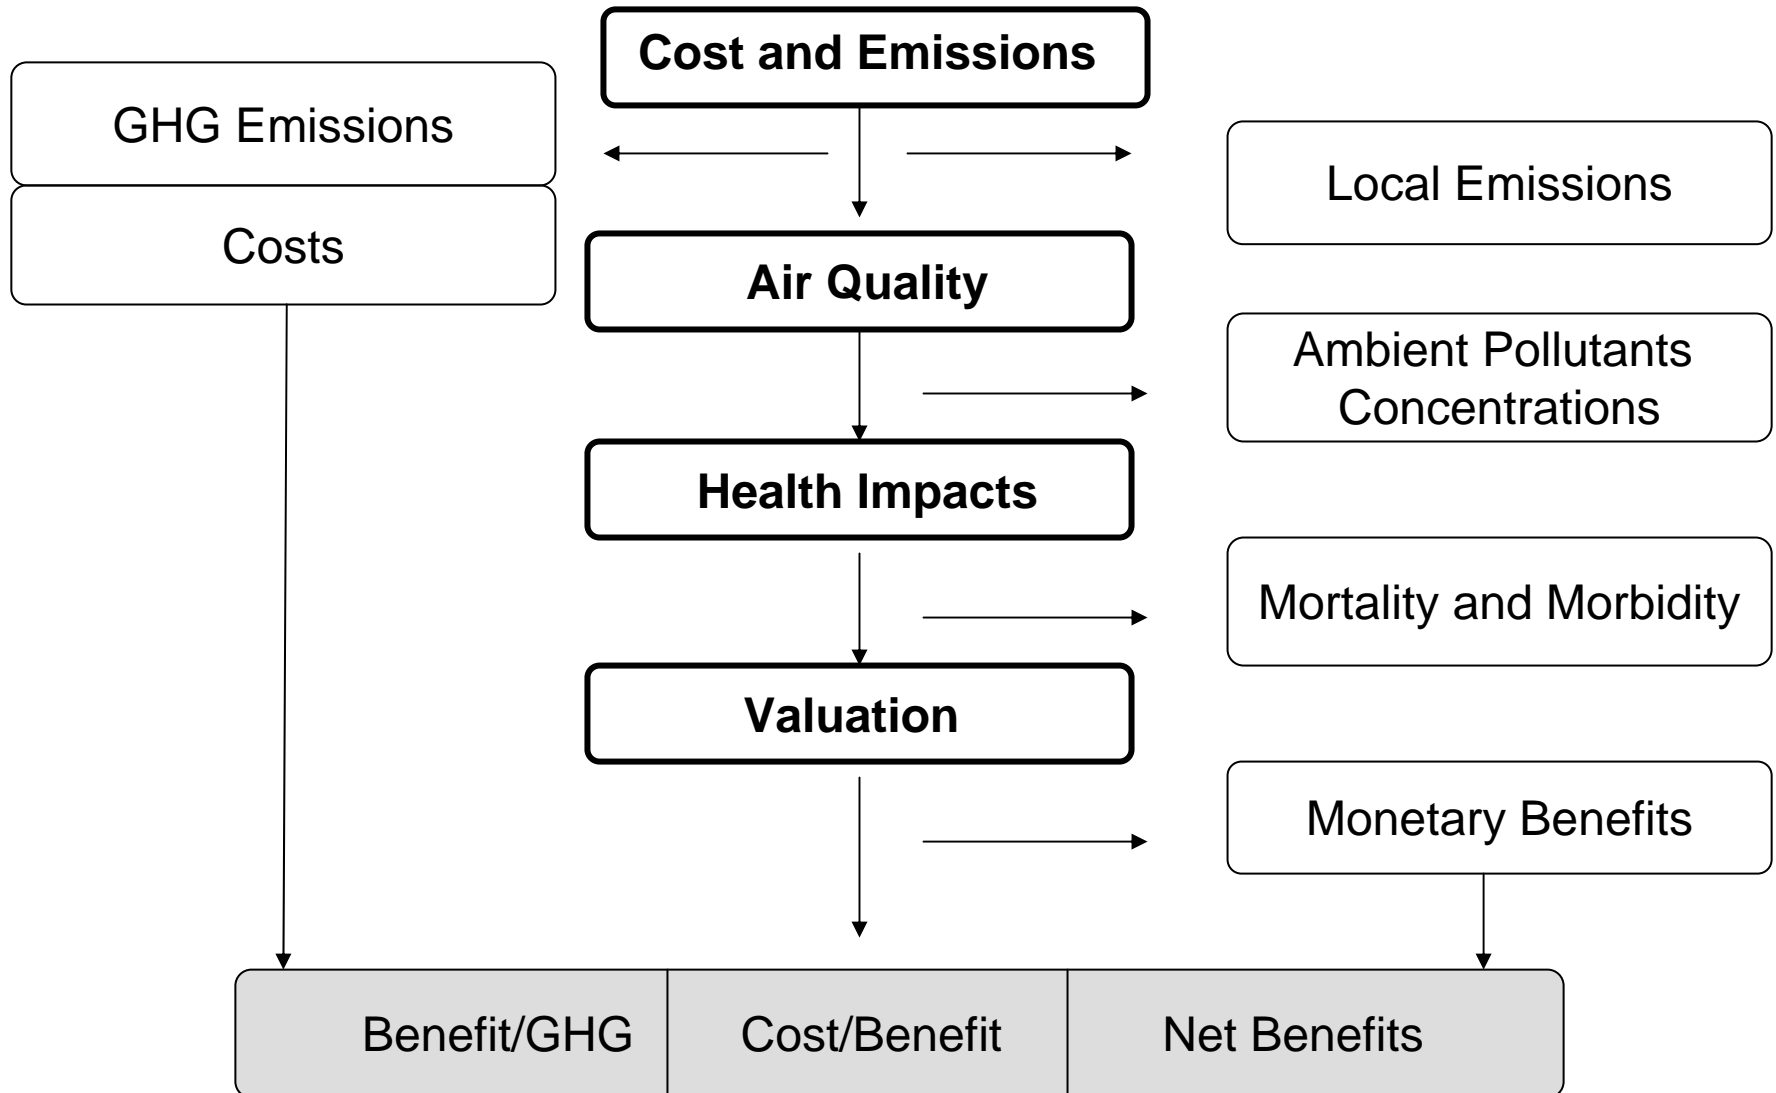 Cost and Emissions
GHG Emissions
Costs
Local Emissions
Air Quality
Ambient Pollutants
Concentrations
Health Impacts
Mortality and Morbidity
Valuation
Monetary Benefits
Benefit/GHG
Cost/Benefit
Net Benefits